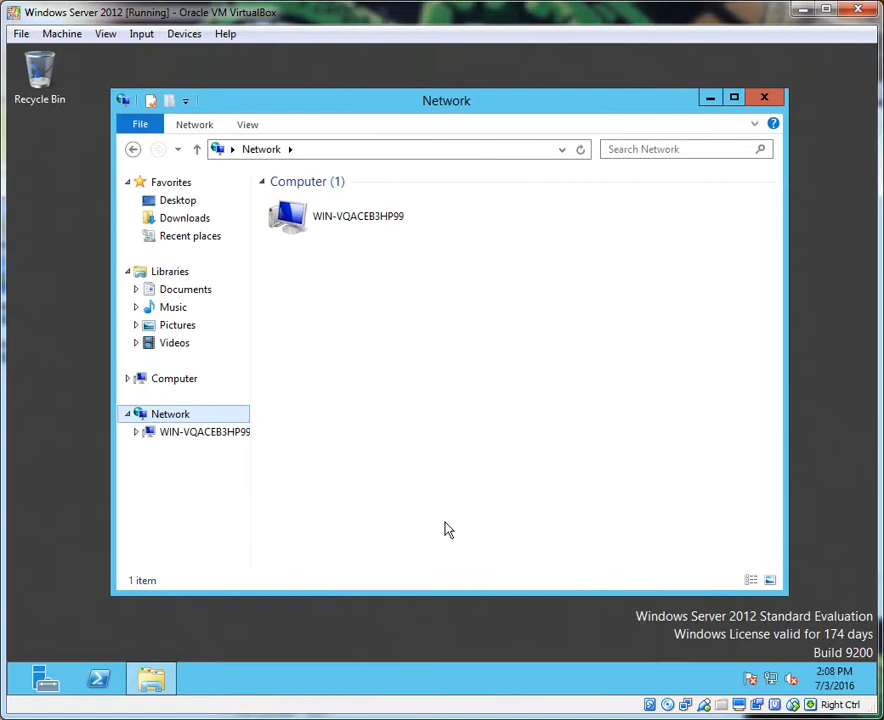 Windows Server 2012 [Running] - Oracle VM VirtualBox
File Machine View Input Devices Help
Recycle Bin
Network
File Network View
Network
Search Network
Favorites
Desktop
Downloads
Recent places
Libraries
Documents
Music
Pictures
Videos
Computer
Network
WIN-VQACEB3HP99
Computer (1)
WIN-VQACEB3HP99
1 item
Windows Server 2012 Standard Evaluation
Windows License valid for 174 days
Build 9200
2:08 PM
7/3/2016
Right Ctrl